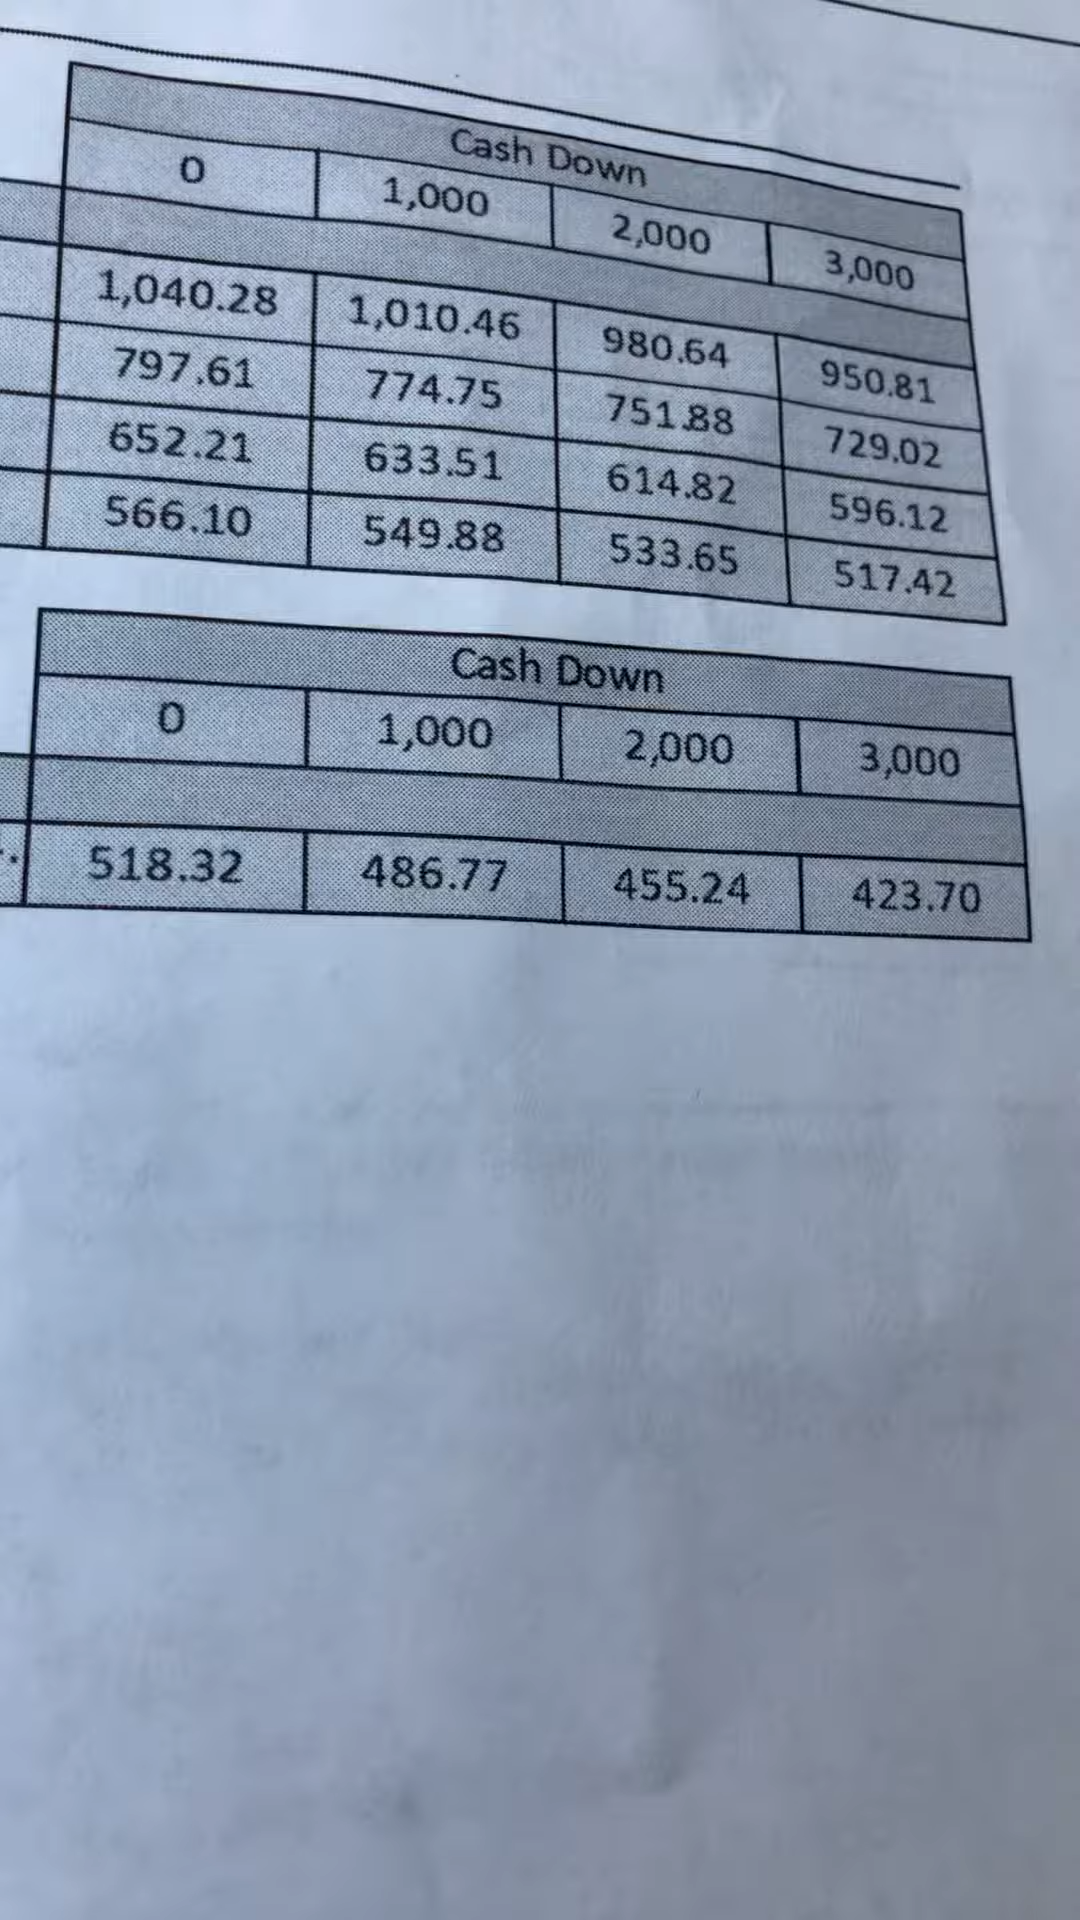 Cash Down
0 1,000 2,000 3,000
1,040.28 1,010.46 980.64 950.81
797.61 774.75 751.88 729.02
652.21 633.51 614.82 596.12
566.10 549.88 533.65 517.42
Cash Down
0 1,000 2,000 3,000
518.32 486.77 455.24 423.70